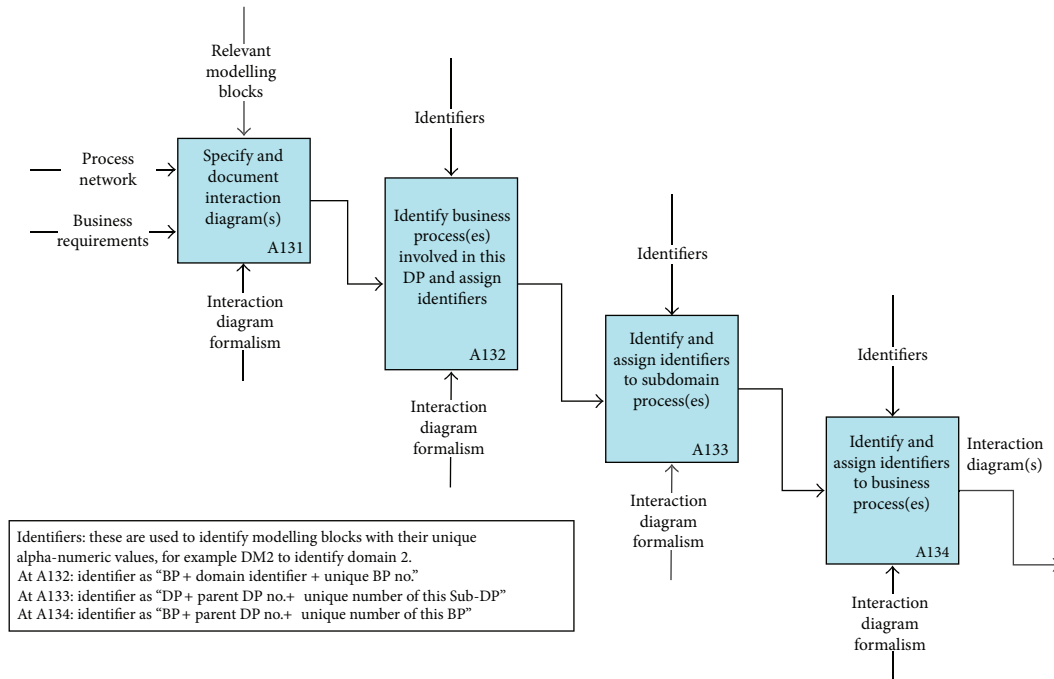 Relevant
modelling
blocks
Process
network
Business
requirements
Specify and
document
interaction
diagram(s)
A131
Interaction
diagram
formalism
Identifiers
Identify business
process(es)
involved in this
DP and assign
identifiers
A132
Interaction
diagram
formalism
Identifiers
Identify and
assign identifiers
to subdomain
process(es)
A133
Interaction
diagram
formalism
Identifiers
Identify and
assign identifiers
to business
process(es)
A134
Interaction
diagram(s)
Interaction
diagram
formalism
Identifiers: these are used to identify modelling blocks with their unique
alpha-numeric values, for example DM2 to identify domain 2.
At A132: identifier as “BP + domain identifier + unique BP no.”
At A133: identifier as “DP + parent DP no.+ unique number of this Sub-DP”
At A134: identifier as “BP + parent DP no.+ unique number of this BP”